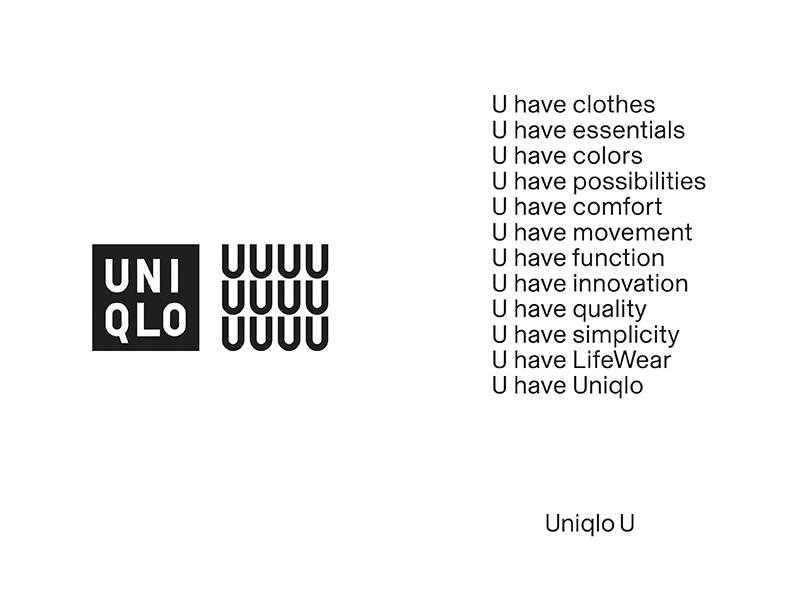 UNI
QLO
UUUU
UUUU
UUUU
U have clothes
U have essentials
U have colors
U have possibilities
U have comfort
U have movement
U have function
U have innovation
U have quality
U have simplicity
U have LifeWear
U have Uniqlo
Uniqlo U